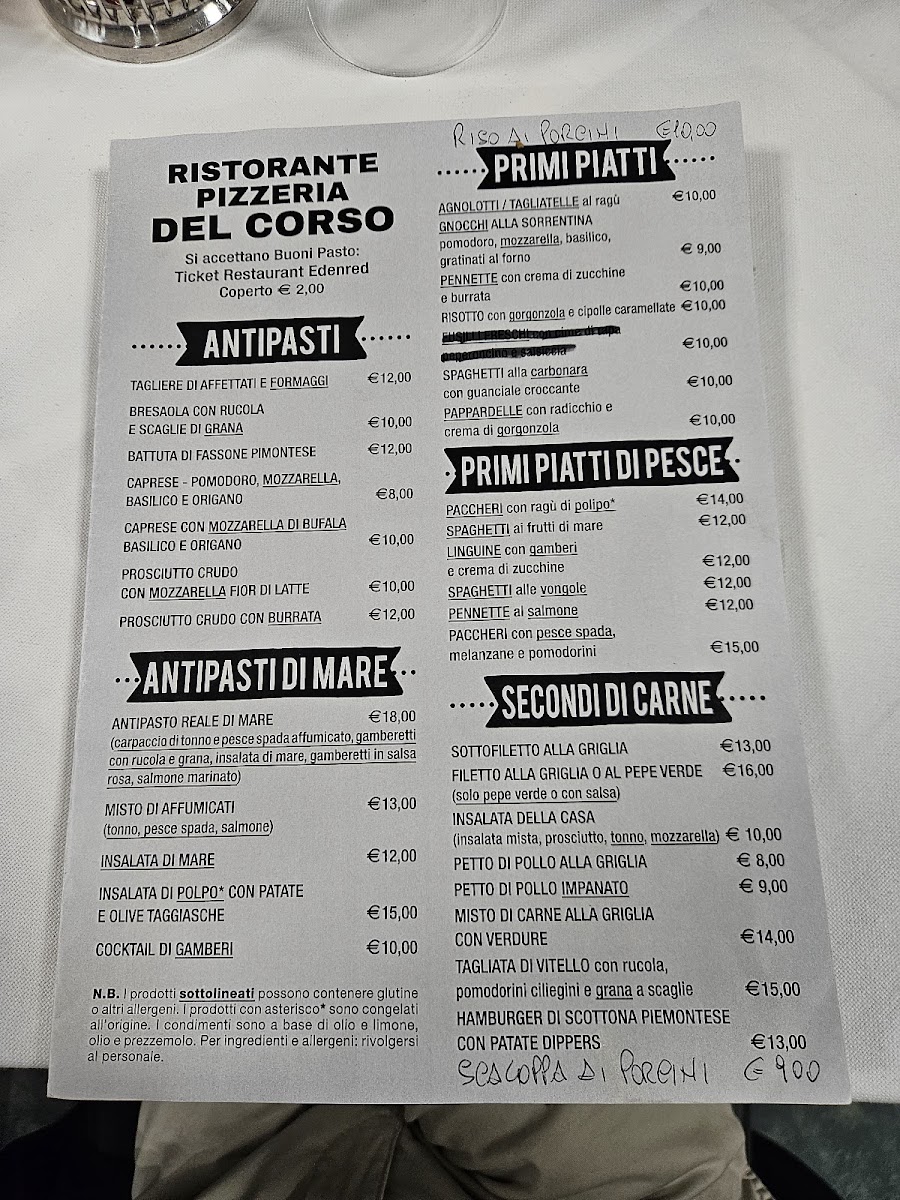 RISTORANTE
PIZZERIA
DEL CORSO
Si accettano Buoni Pasto:
Ticket Restaurant Edenred
Coperto € 2,00
ANTIPASTI
TAGLIERE DI AFFETTATI E FORMAGGI €12,00
BRESAOLA CON RUCOLA
E SCAGLIE DI GRANA €10,00
BATTUTA DI FASSONE PIMONTESE €12,00
CAPRESE - POMODORO, MOZZARELLA,
BASILICO E ORIGANO €8,00
CAPRESE CON MOZZARELLA DI BUFALA
BASILICO E ORIGANO €10,00
PROSCIUTTO CRUDO
CON MOZZARELLA FIOR DI LATTE €10,00
PROSCIUTTO CRUDO CON BURRATA €12,00
ANTIPASTI DI MARE
ANTIPASTO REALE DI MARE €18,00
(carpaccio di tonno e pesce spada affumicato, gamberetti
con rucola e grana, insalata di mare, gamberetti in salsa
rosa, salmone marinato)
MISTO DI AFFUMICATI €13,00
(tonno, pesce spada, salmone)
INSALATA DI MARE €12,00
INSALATA DI POLPO* CON PATATE
E OLIVE TAGGIASCHE €15,00
COCKTAIL DI GAMBERI €10,00
N.B. I prodotti sottolineati possono contenere glutine
o altri allergeni. I prodotti con asterisco* sono congelati
all'origine. I condimenti sono a base di olio e limone,
olio e prezzemolo. Per ingredienti e allergeni: rivolgersi
al personale.
RISO AI PORCINI €10,00
PRIMI PIATTI
AGNOLOTTI / TAGLIATELLE al ragù €10,00
GNOCCHI ALLA SORRENTINA
pomodoro, mozzarella, basilico,
gratinati al forno € 9,00
PENNETTE con crema di zucchine
e burrata €10,00
RISOTTO con gorgonzola e cipolle caramellate €10,00
FUSILLI FRESCHI con cime di rapa
peperoncino e salsiccia €10,00
SPAGHETTI alla carbonara
con guanciale croccante €10,00
PAPPARDELLE con radicchio e
crema di gorgonzola €10,00
PRIMI PIATTI DI PESCE
PACCHERI con ragù di polipo* €14,00
SPAGHETTI ai frutti di mare €12,00
LINGUINE con gamberi
e crema di zucchine €12,00
SPAGHETTI alle vongole €12,00
PENNETTE al salmone €12,00
PACCHERI con pesce spada,
melanzane e pomodorini €15,00
SECONDI DI CARNE
SOTTOFILETTO ALLA GRIGLIA €13,00
FILETTO ALLA GRIGLIA O AL PEPE VERDE €16,00
(solo pepe verde o con salsa)
INSALATA DELLA CASA
(insalata mista, prosciutto, tonno, mozzarella) € 10,00
PETTO DI POLLO ALLA GRIGLIA € 8,00
PETTO DI POLLO IMPANATO € 9,00
MISTO DI CARNE ALLA GRIGLIA
CON VERDURE €14,00
TAGLIATA DI VITELLO con rucola,
pomodorini ciliegini e grana a scaglie €15,00
HAMBURGER DI SCOTTONA PIEMONTESE
CON PATATE DIPPERS €13,00
SCALOPPA AI PORCINI € 900